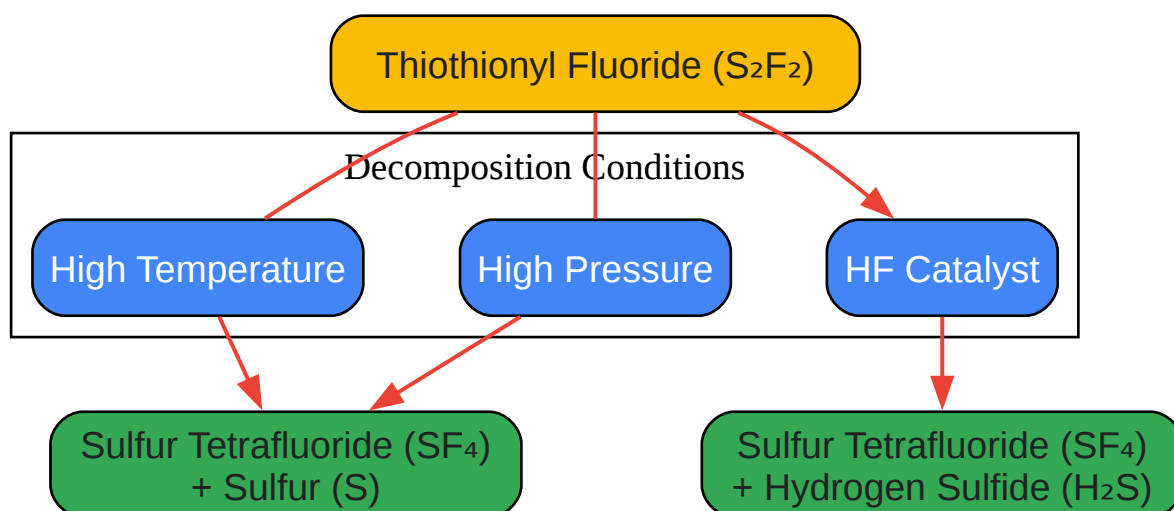 Thiothionyl Fluoride (S₂F₂)
Decomposition Conditions
High Temperature
High Pressure
HF Catalyst
Sulfur Tetrafluoride (SF₄)
+ Sulfur (S)
Sulfur Tetrafluoride (SF₄)
+ Hydrogen Sulfide (H₂S)